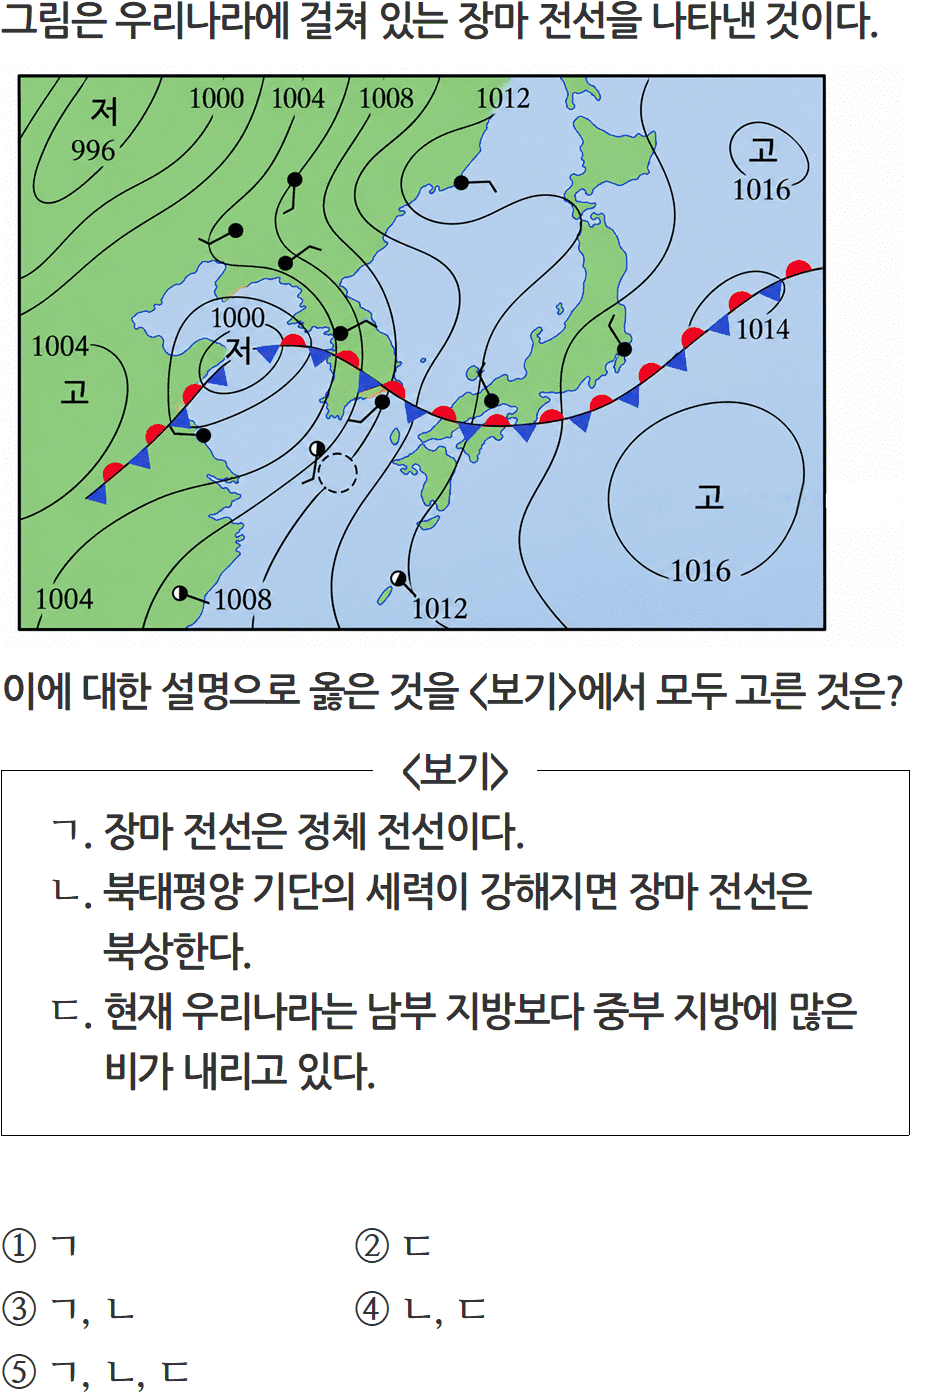 그림은 우리나라에 걸쳐 있는 장마 전선을 나타낸 것이다.
저 1000 1004 1008 1012 고
996 1016
1000
1004 저 1014
고
고
1016
1004 1008 1012
이에 대한 설명으로 옳은 것을 <보기>에서 모두 고른 것은?
<보기>
ㄱ. 장마 전선은 정체 전선이다.
ㄴ. 북태평양 기단의 세력이 강해지면 장마 전선은
북상한다.
ㄷ. 현재 우리나라는 남부 지방보다 중부 지방에 많은
비가 내리고 있다.
① ㄱ ② ㄷ
③ ㄱ, ㄴ ④ ㄴ, ㄷ
⑤ ㄱ, ㄴ, ㄷ